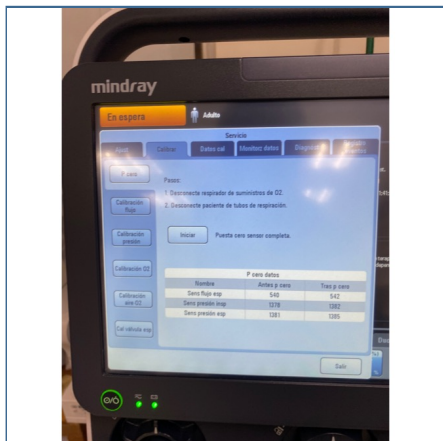 mindray
En espera
Adulto
Servicio
Calibrar
Datos cal
Monitorc datos
P cero
Pasos:
1. Desconecte respirador de suministros de O2.
2. Desconecte paciente de tubos de respiración.
Calibración flujo
Iniciar
Puesta cero sensor completa.
Calibración presión
Calibración O2
P cero datos
Nombre
Antes p cero
Tras p cero
Sens flujo esp
540
542
Sens presión insp
1378
1382
Sens presión esp
1381
1385
Calibración aire O2
Cal válvula esp
Salir